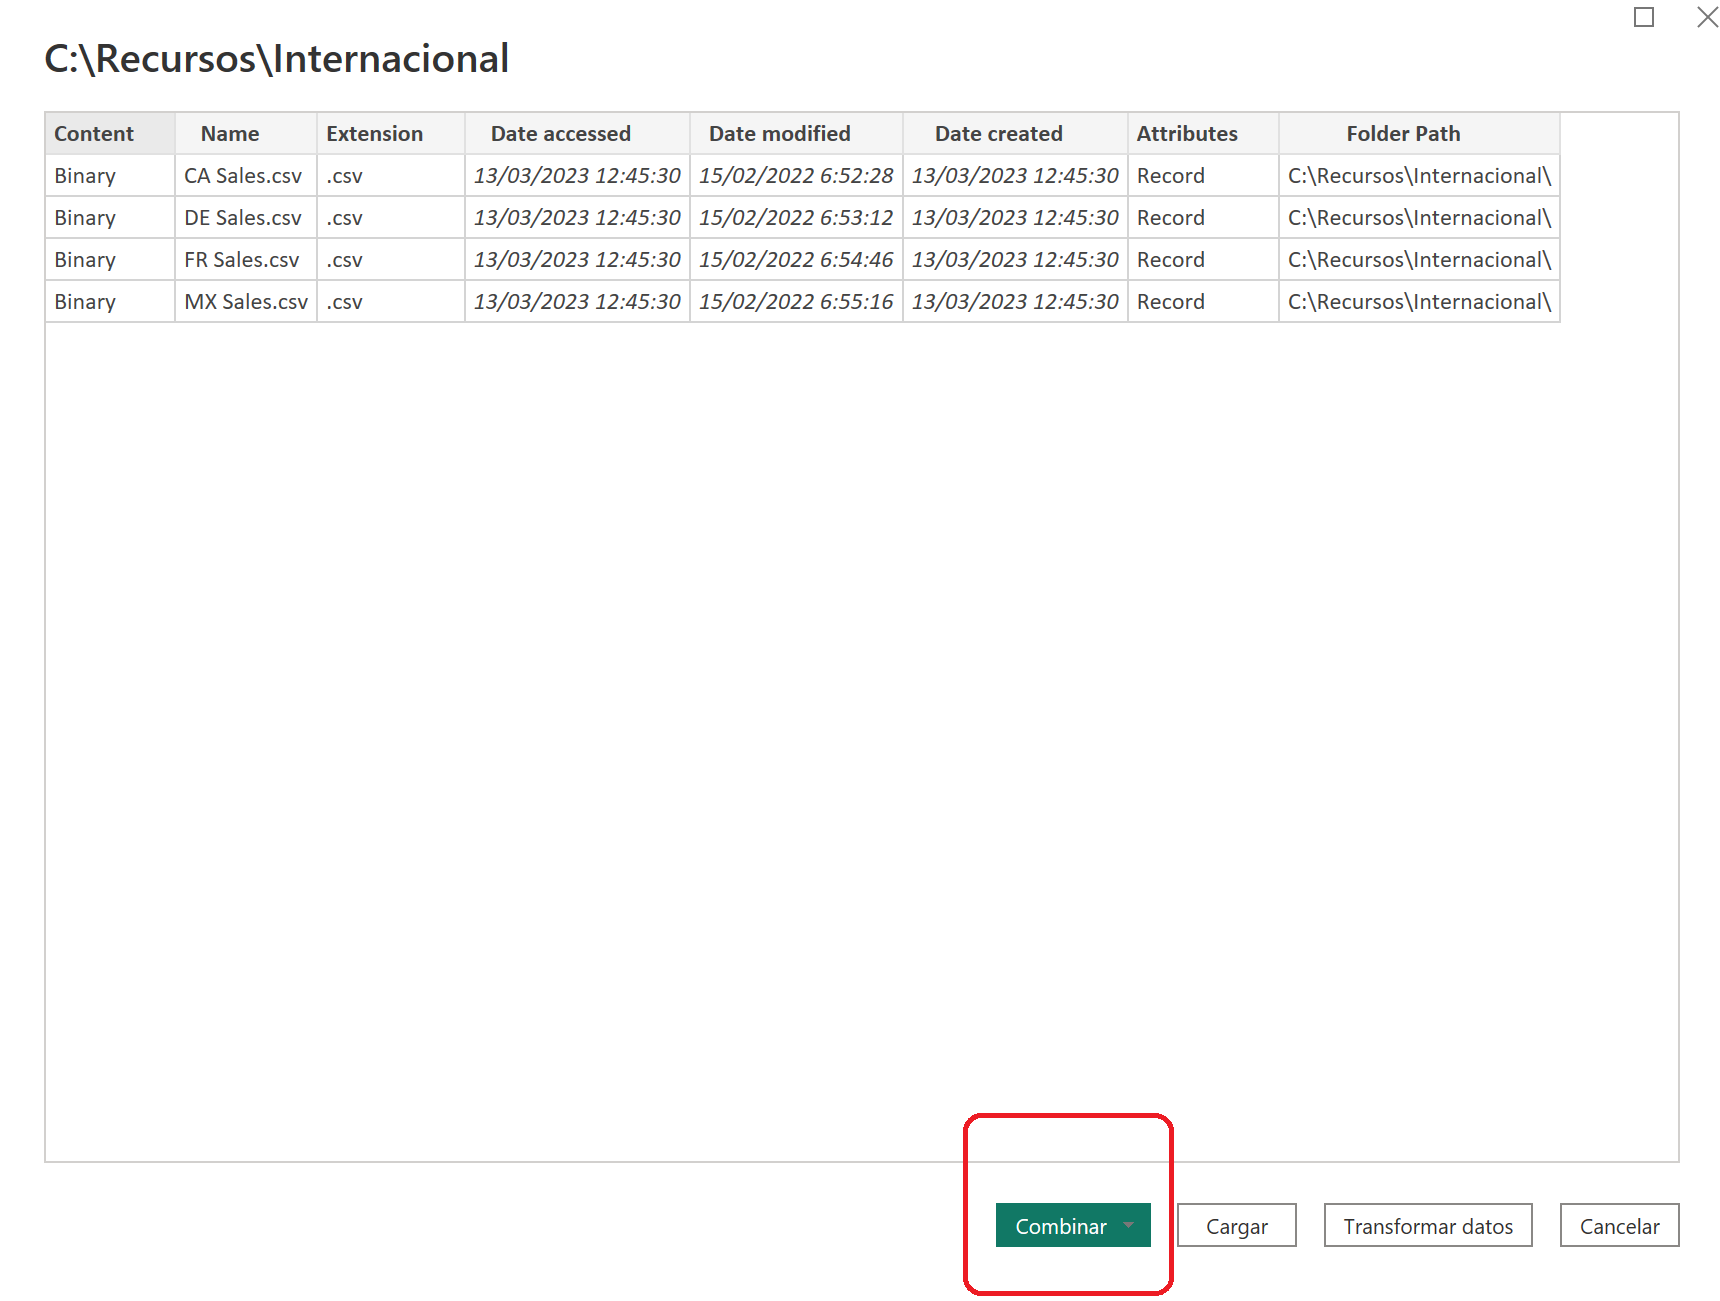 C:\Recursos\Internacional
Content Name Extension Date accessed Date modified Date created Attributes Folder Path
Binary CA Sales.csv .csv 13/03/2023 12:45:30 15/02/2022 6:52:28 13/03/2023 12:45:30 Record C:\Recursos\Internacional\
Binary DE Sales.csv .csv 13/03/2023 12:45:30 15/02/2022 6:53:12 13/03/2023 12:45:30 Record C:\Recursos\Internacional\
Binary FR Sales.csv .csv 13/03/2023 12:45:30 15/02/2022 6:54:46 13/03/2023 12:45:30 Record C:\Recursos\Internacional\
Binary MX Sales.csv .csv 13/03/2023 12:45:30 15/02/2022 6:55:16 13/03/2023 12:45:30 Record C:\Recursos\Internacional\
Combinar Cargar Transformar datos Cancelar